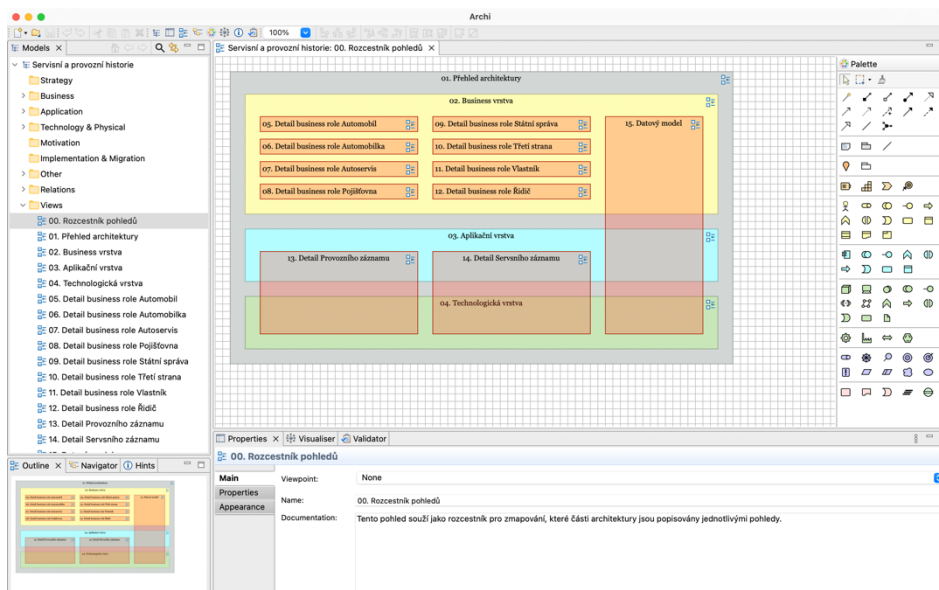 Archi
100%
Models
Servisní a provozní historie: 00. Rozcestník pohledů
Palette
Servisní a provozní historie
Strategy
Business
Application
Technology & Physical
Motivation
Implementation & Migration
Other
Relations
Views
00. Rozcestník pohledů
01. Přehled architektury
02. Business vrstva
03. Aplikační vrstva
04. Technologická vrstva
05. Detail business role Automobil
06. Detail business role Automobilka
07. Detail business role Autoservis
08. Detail business role Pojišťovna
09. Detail business role Státní správa
10. Detail business role Třetí strana
11. Detail business role Vlastník
12. Detail business role Řidič
13. Detail Provozního záznamu
14. Detail Servsního záznamu
01. Přehled architektury
02. Business vrstva
05. Detail business role Automobil
09. Detail business role Státní správa
15. Datový model
06. Detail business role Automobilka
10. Detail business role Třetí strana
07. Detail business role Autoservis
11. Detail business role Vlastník
08. Detail business role Pojišťovna
12. Detail business role Řidič
03. Aplikační vrstva
13. Detail Provozního záznamu
14. Detail Servsního záznamu
04. Technologická vrstva
Outline
Navigator
Hints
Properties
Visualiser
Validator
00. Rozcestník pohledů
Main
Properties
Appearance
Viewpoint:
None
Name:
00. Rozcestník pohledů
Documentation:
Tento pohled souží jako rozcestník pro zmapování, které části architektury jsou popisovány jednotlivými pohledy.